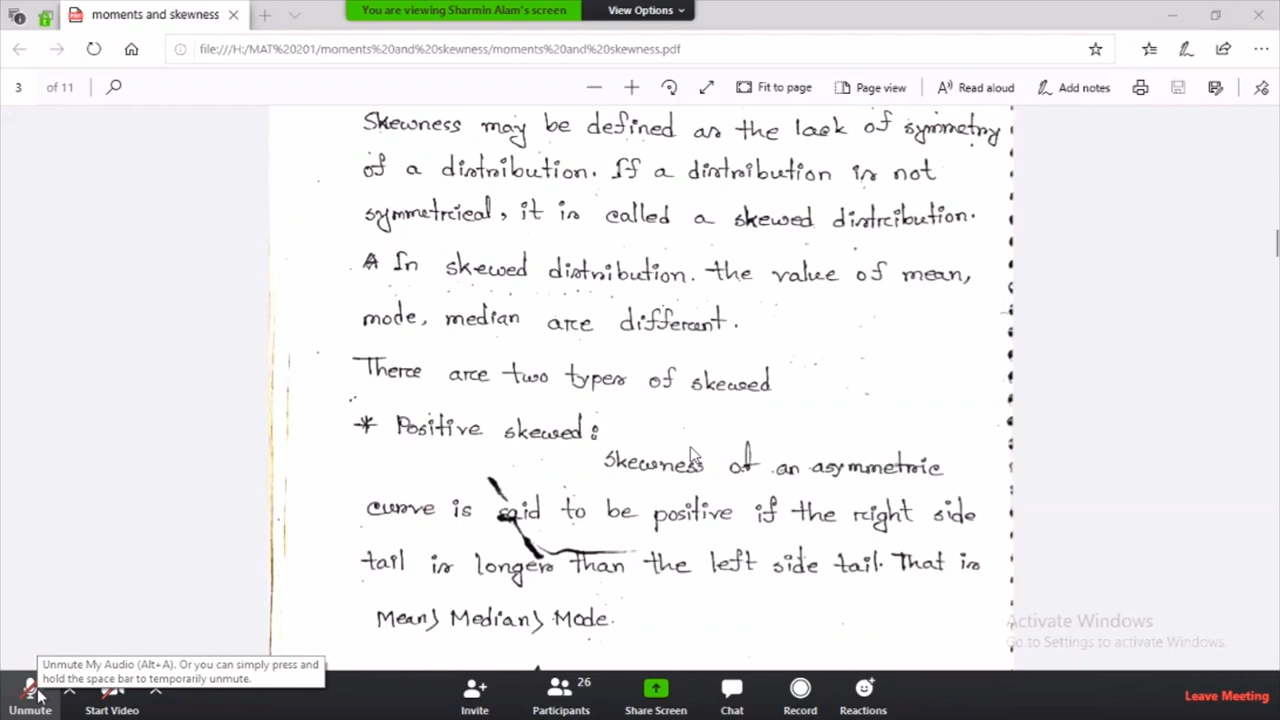 moments and skewness
You are viewing Sharmin Alam's screen
View Options
file:///H:/MAT%20201/moments%20and%20skewness/moments%20and%20skewness.pdf
3 of 11
Fit to page
Page view
Read aloud
Add notes
Skewness may be defined as the lack of symmetry
of a distribution. If a distribution is not
symmetrical, it is called a skewed distribution.
In skewed distribution. the value of mean,
mode, median are different.
There are two types of skewed
* Positive skewed:
Skewness of an asymmetric
curve is said to be positive if the right side
tail is longer than the left side tail. That is
Mean> Median> Mode.
Activate Windows
Go to Settings to activate Windows.
Unmute My Audio (Alt+A). Or you can simply press and
hold the space bar to temporarily unmute.
Unmute
Start Video
Invite
Participants
26
Share Screen
Chat
Record
Reactions
Leave Meeting